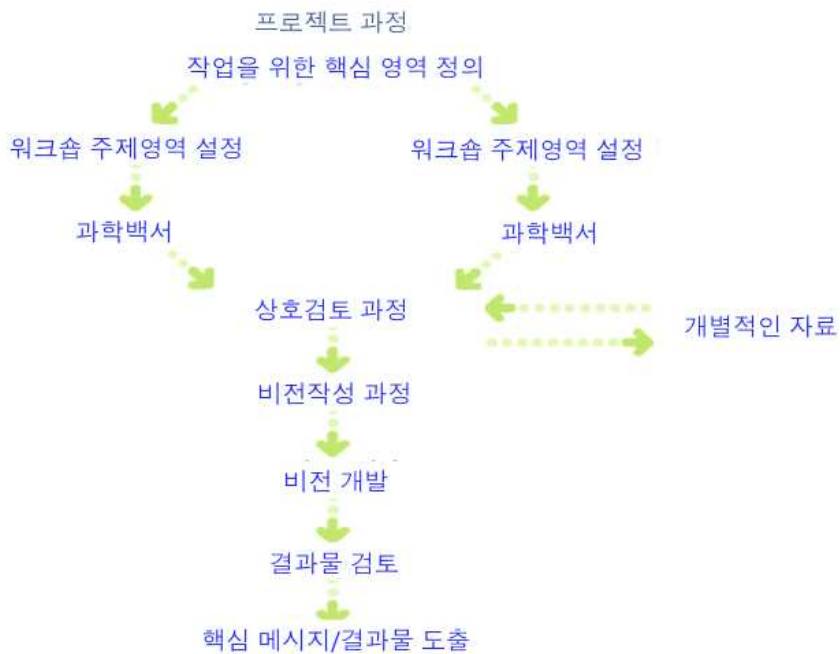 프로젝트 과정
작업을 위한 핵심 영역 정의
워크숍 주제영역 설정
워크숍 주제영역 설정
과학백서
과학백서
상호검토 과정
개별적인 자료
비전작성 과정
비전 개발
결과물 검토
핵심 메시지/결과물 도출